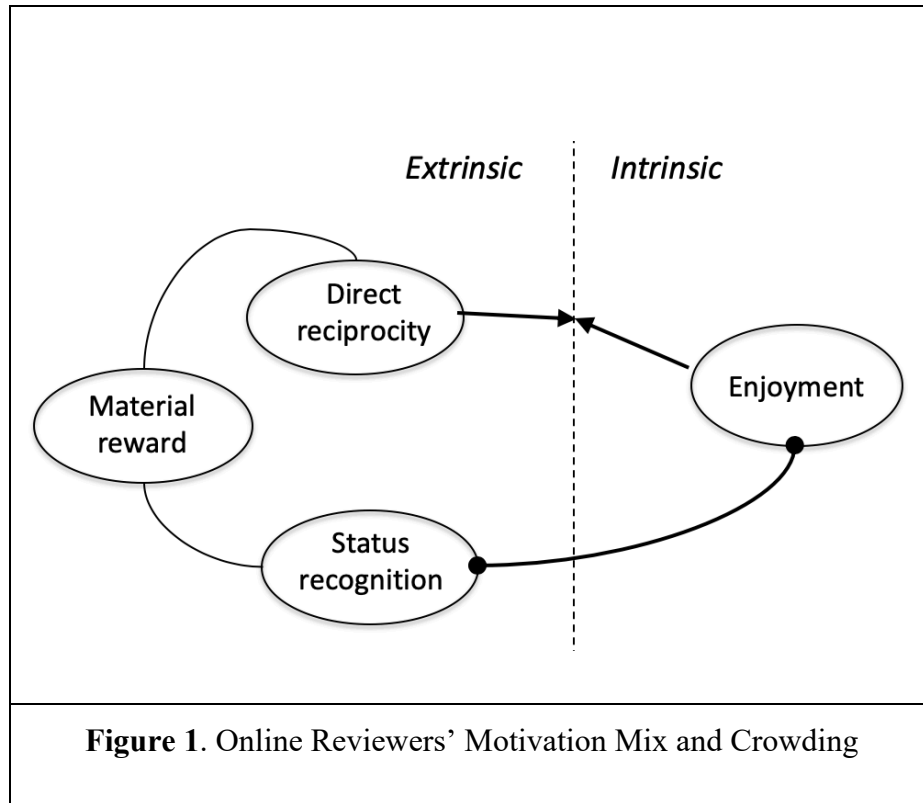 Extrinsic
Intrinsic
Direct
reciprocity
Enjoyment
Material
reward
Status
recognition
Figure 1. Online Reviewers’ Motivation Mix and Crowding